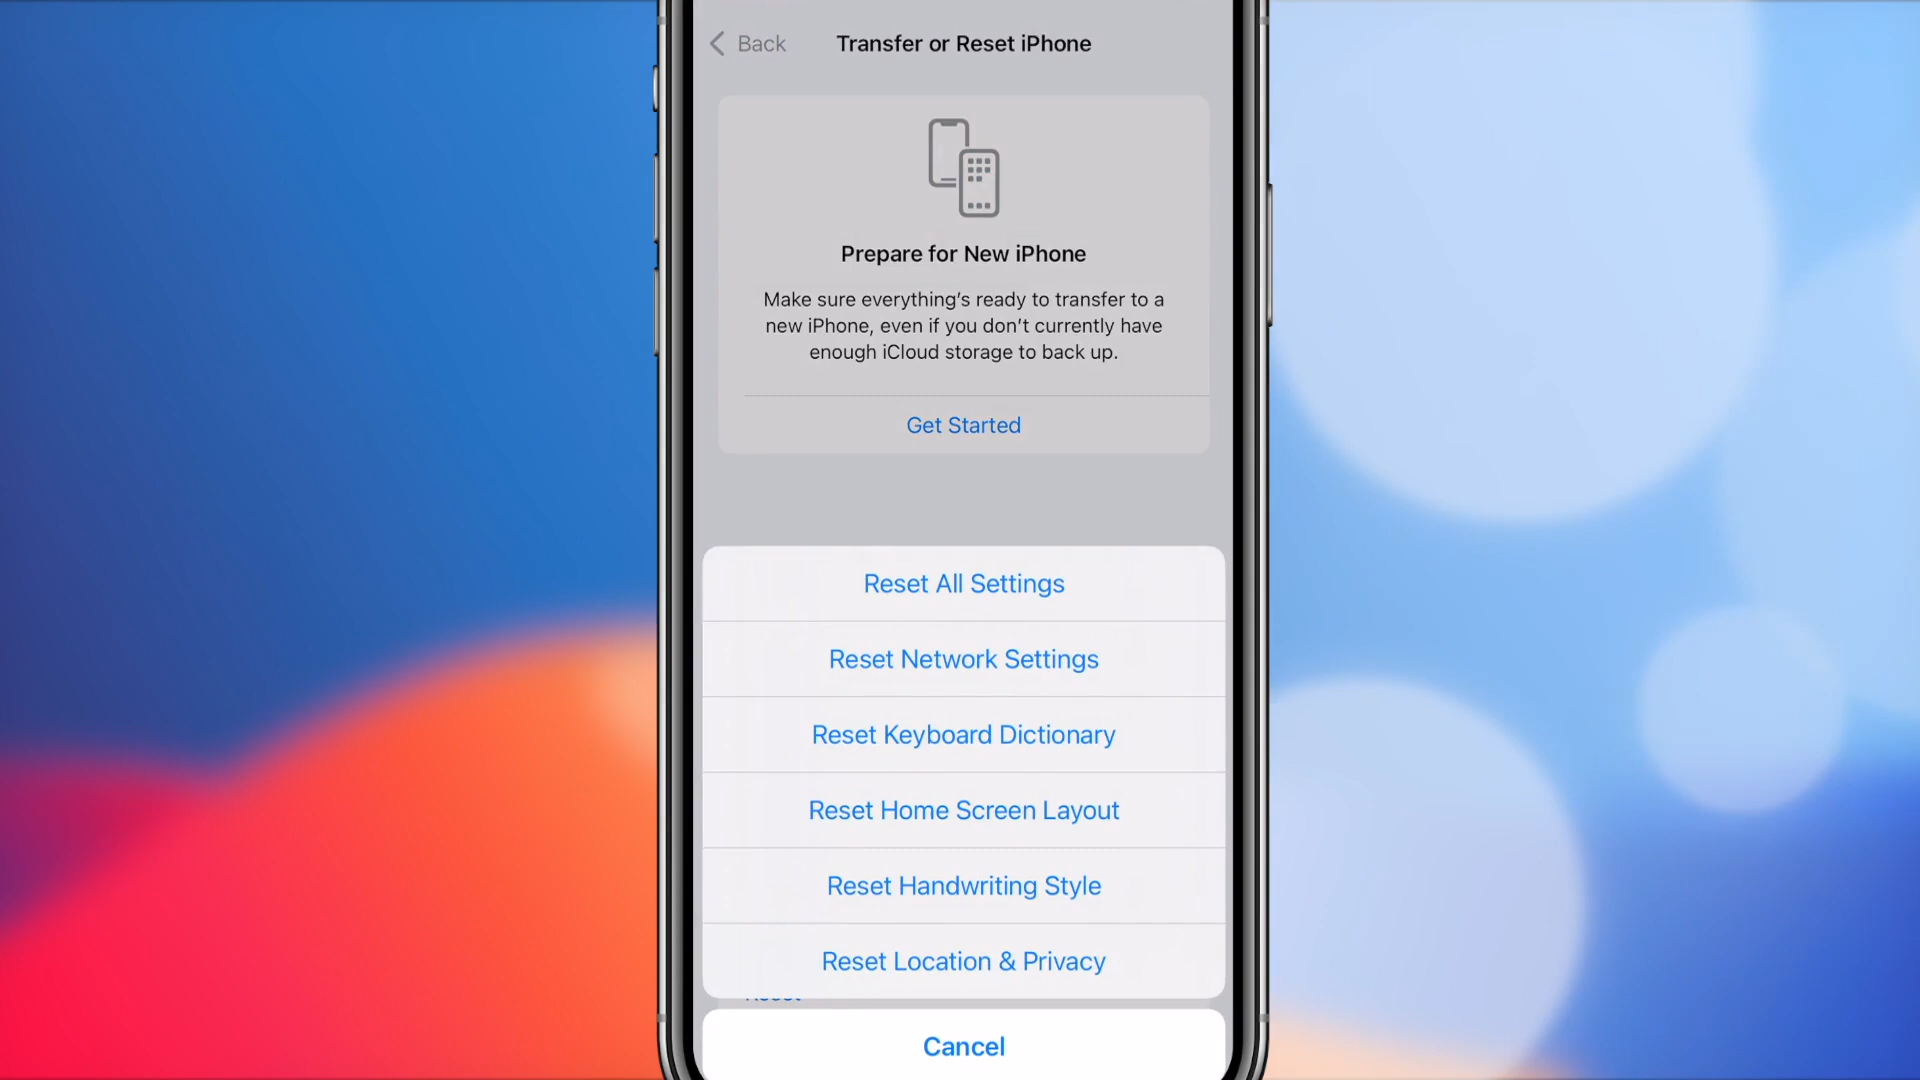 Back
Transfer or Reset iPhone
Prepare for New iPhone
Make sure everything's ready to transfer to a
new iPhone, even if you don't currently have
enough iCloud storage to back up.
Get Started
Reset All Settings
Reset Network Settings
Reset Keyboard Dictionary
Reset Home Screen Layout
Reset Handwriting Style
Reset Location & Privacy
Cancel